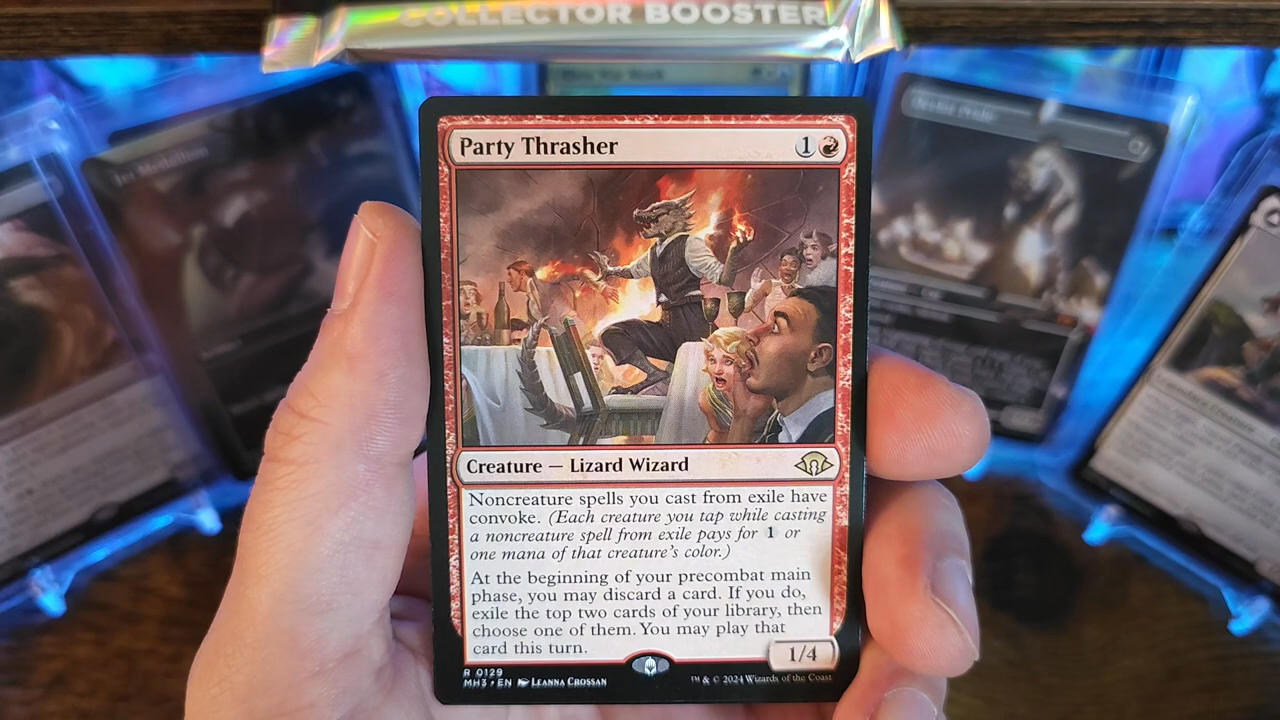 COLLECTOR BOOSTER
Party Thrasher
1
Creature — Lizard Wizard
Noncreature spells you cast from exile have
convoke. (Each creature you tap while casting
a noncreature spell from exile pays for 1 or
one mana of that creature's color.)
At the beginning of your precombat main
phase, you may discard a card. If you do,
exile the top two cards of your library, then
choose one of them. You may play that
card this turn.
1/4
R 0129
MH3 • EN LEANNA CROSSAN
™ & © 2024 Wizards of the Coast